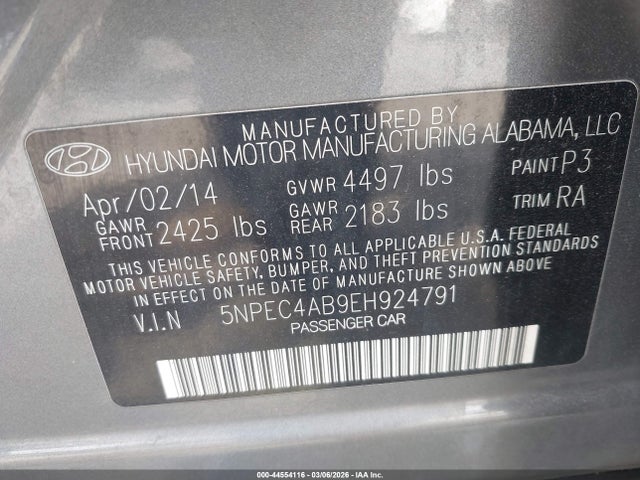 MANUFACTURED BY
HYUNDAI MOTOR MANUFACTURING ALABAMA, LLC
Apr/02/14 GVWR 4497 lbs PAINT P3
GAWR FRONT 2425 lbs GAWR REAR 2183 lbs TRIM RA
THIS VEHICLE CONFORMS TO ALL APPLICABLE U.S.A. FEDERAL
MOTOR VEHICLE SAFETY, BUMPER, AND THEFT PREVENTION STANDARDS
IN EFFECT ON THE DATE OF MANUFACTURE SHOWN ABOVE.
V.I.N 5NPEC4AB9EH924791
PASSENGER CAR
000-44554116 | 03/06/2026 | IAA Inc.